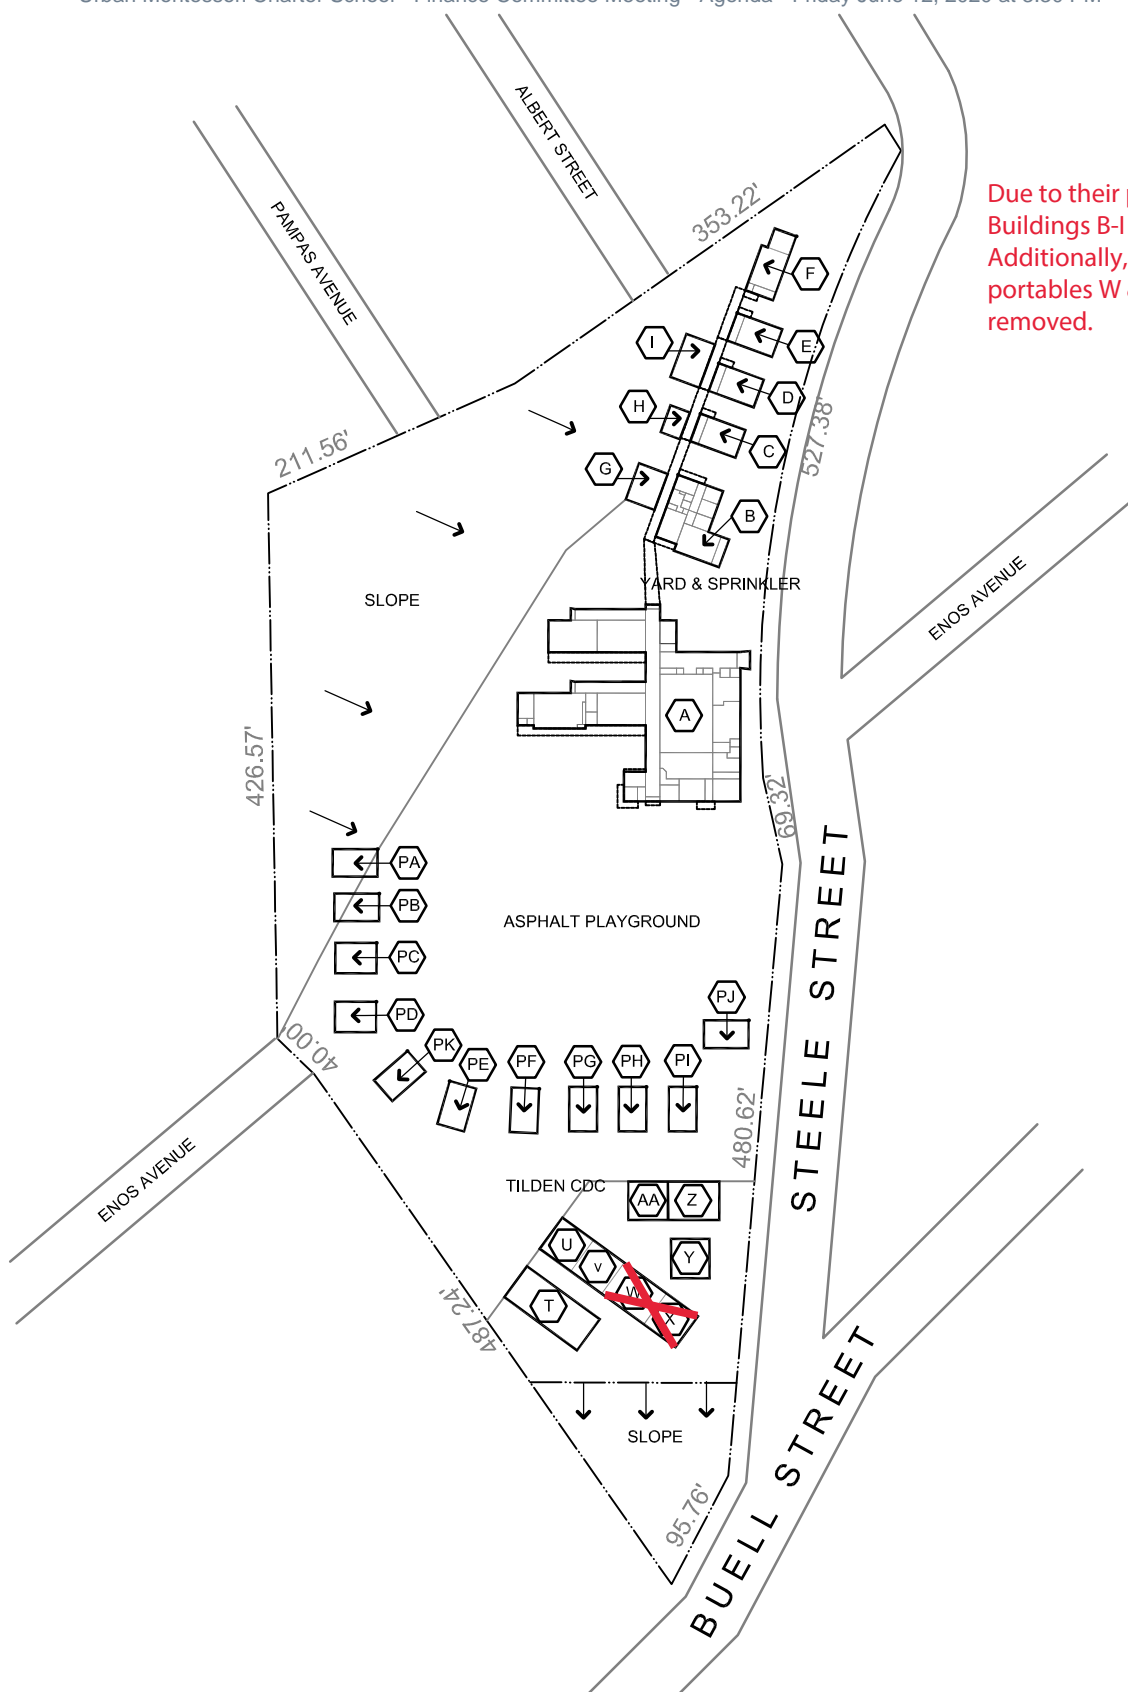 ALBERT STREET
PAMPAS AVENUE
353.22'
Due to their
Buildings B-I
Additionally,
portables W
removed.
F
I
E
D
H
527.38'
C
211.56'
G
B
YARD & SPRINKLER
ENOS AVENUE
SLOPE
A
426.57'
69.32'
PA
PB
ASPHALT PLAYGROUND
PC
STEELE STREET
PJ
PD
40.00'
PK
PE
PF
PG
PH
PI
480.62'
ENOS AVENUE
TILDEN CDC
AA
Z
U
V
Y
W
T
X
487.24'
SLOPE
95.76'
BUELL STREET